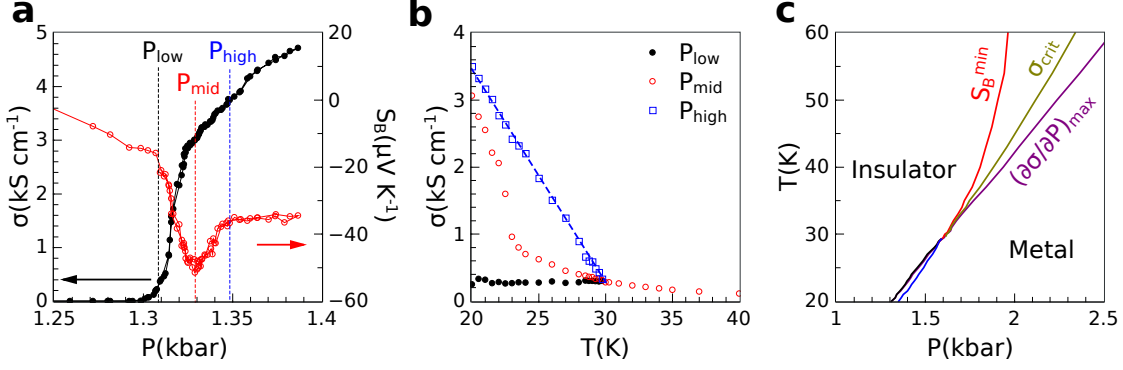 a
5
4
3
2
1
0
σ(kS cm⁻¹)
20
0
−20
−40
−60
S_B(μV K⁻¹)
P_low
P_mid
P_high
1.25
1.3
1.35
1.4
P(kbar)
b
4
3
2
1
0
σ(kS cm⁻¹)
P_low
P_mid
P_high
20
25
30
35
40
T(K)
c
60
50
40
30
20
T(K)
S_B^min
σ_crit
(∂σ/∂P)_max
Insulator
Metal
1
1.5
2
2.5
P(kbar)